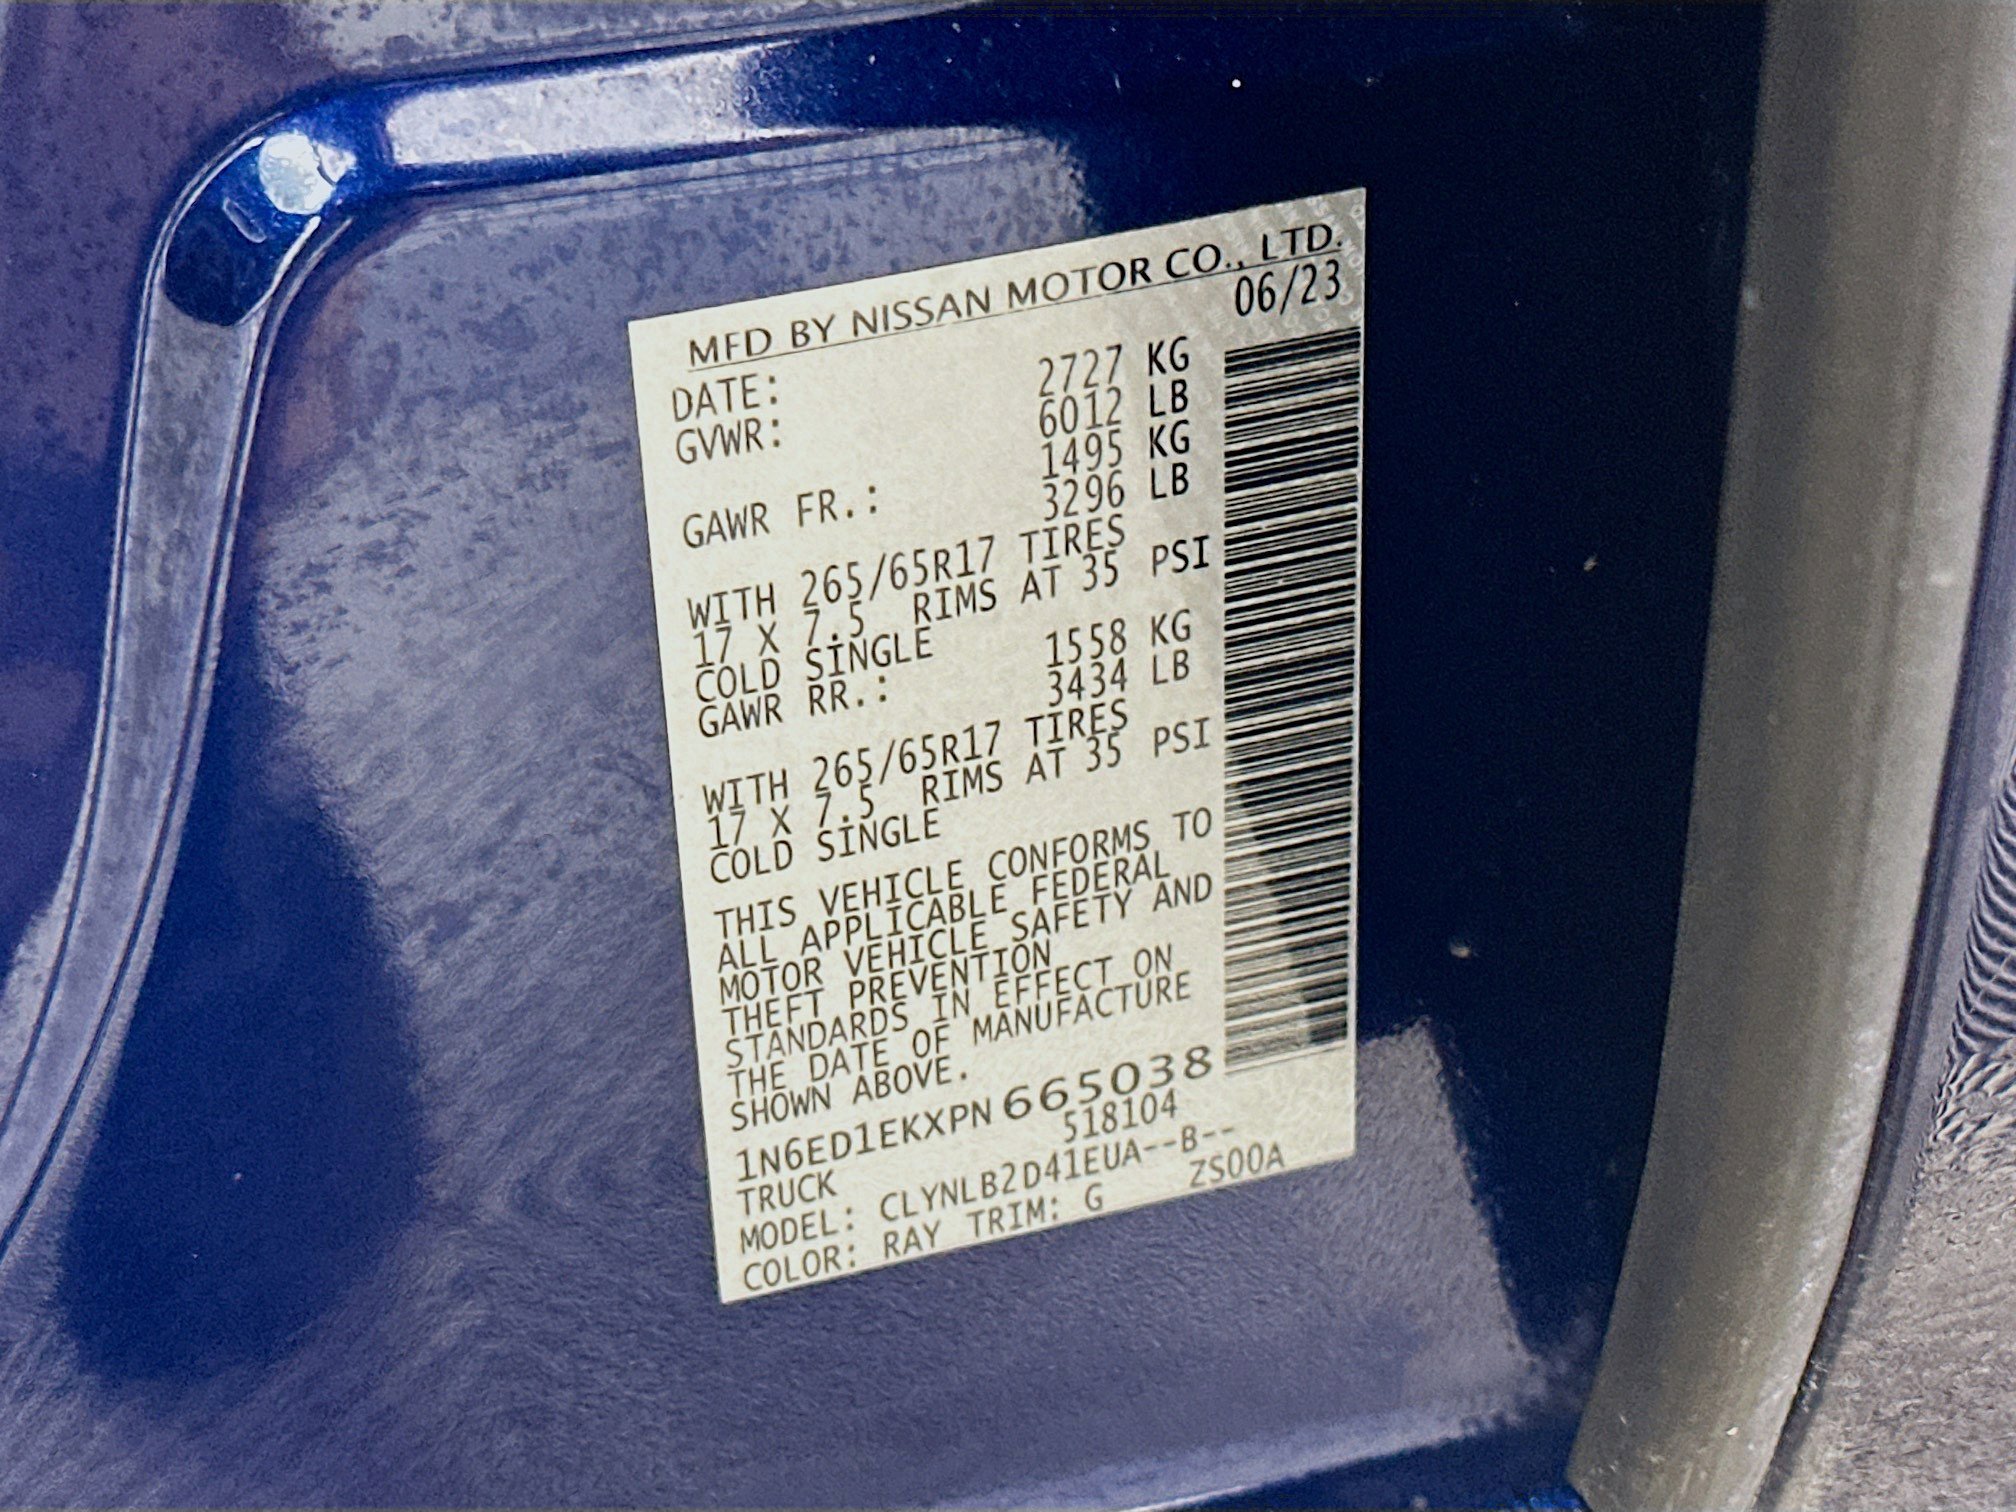 MFD BY NISSAN MOTOR CO., LTD.
DATE: 06/23
GVWR: 2727 KG
6012 LB
GAWR FR.: 1495 KG
3296 LB
WITH 265/65R17 TIRES
17 X 7.5 RIMS AT 35 PSI
COLD SINGLE
GAWR RR.: 1558 KG
3434 LB
WITH 265/65R17 TIRES
17 X 7.5 RIMS AT 35 PSI
COLD SINGLE
THIS VEHICLE CONFORMS TO
ALL APPLICABLE FEDERAL
MOTOR VEHICLE SAFETY AND
THEFT PREVENTION
STANDARDS IN EFFECT ON
THE DATE OF MANUFACTURE
SHOWN ABOVE.
1N6ED1EKXPN665038
TRUCK 518104
MODEL: CLYNLB2D41EUA--B--
COLOR: RAY TRIM: G ZS00A